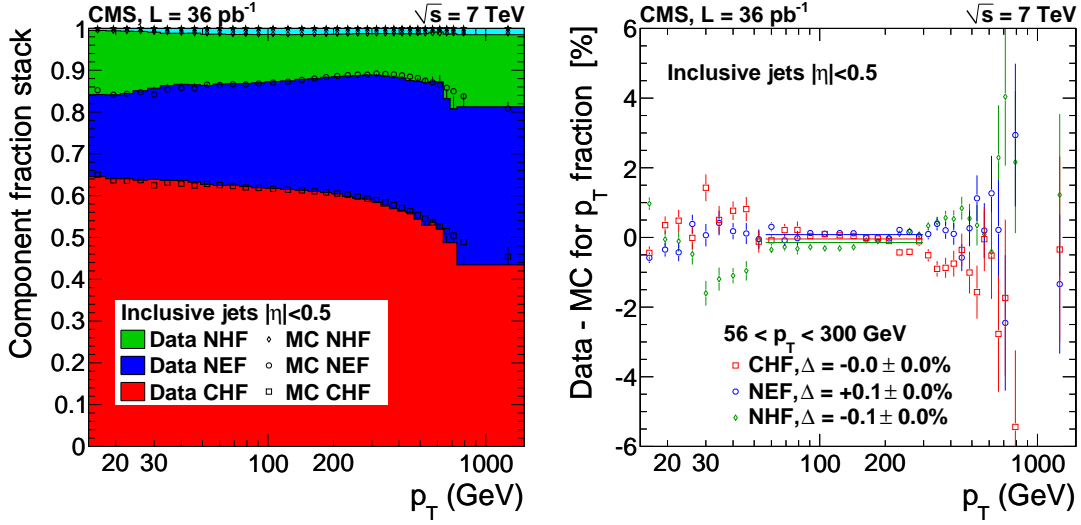 CMS, L = 36 pb⁻¹ √s = 7 TeV
Component fraction stack
1
0.9
0.8
0.7
0.6
0.5
0.4
0.3
0.2
0.1
0
Inclusive jets |η|<0.5
Data NHF MC NHF
Data NEF MC NEF
Data CHF MC CHF
20 30 100 200 1000
p_T (GeV)
CMS, L = 36 pb⁻¹ √s = 7 TeV
Data - MC for p_T fraction [%]
6
4
2
0
-2
-4
-6
Inclusive jets |η|<0.5
56 < p_T < 300 GeV
CHF, Δ = -0.0 ± 0.0%
NEF, Δ = +0.1 ± 0.0%
NHF, Δ = -0.1 ± 0.0%
20 30 100 200 1000
p_T (GeV)